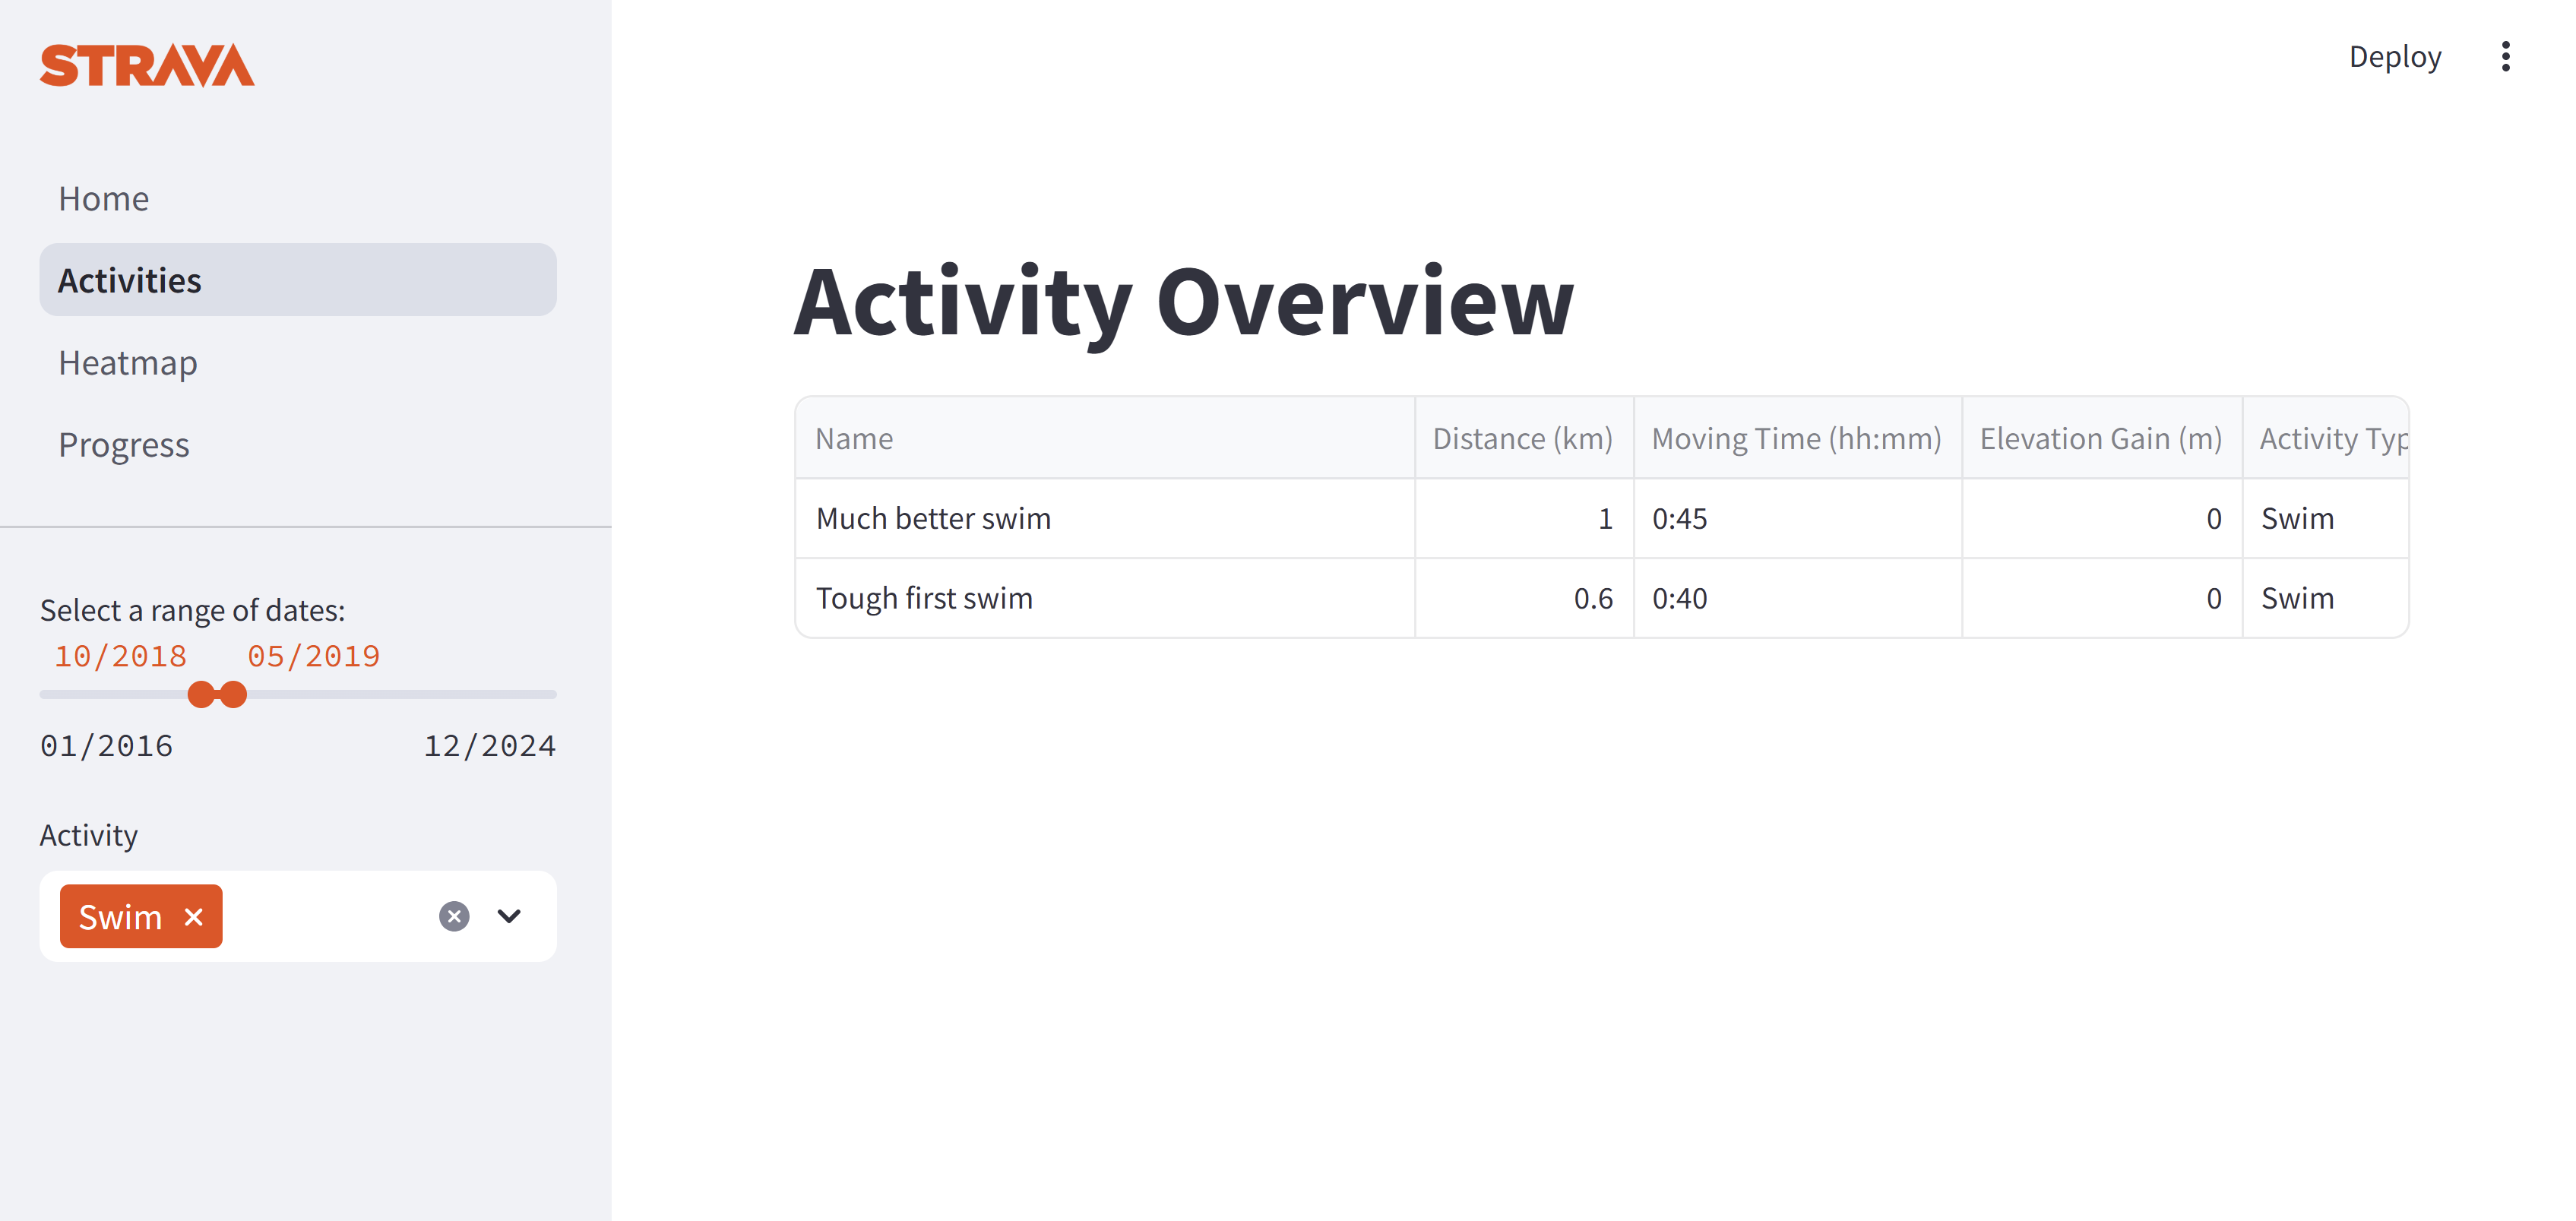 STRAVA
Deploy
Home
Activities
Heatmap
Progress
Select a range of dates:
10/2018 05/2019
01/2016 12/2024
Activity
Swim
Activity Overview
Name Distance (km) Moving Time (hh:mm) Elevation Gain (m) Activity Typ
Much better swim 1 0:45 0 Swim
Tough first swim 0.6 0:40 0 Swim